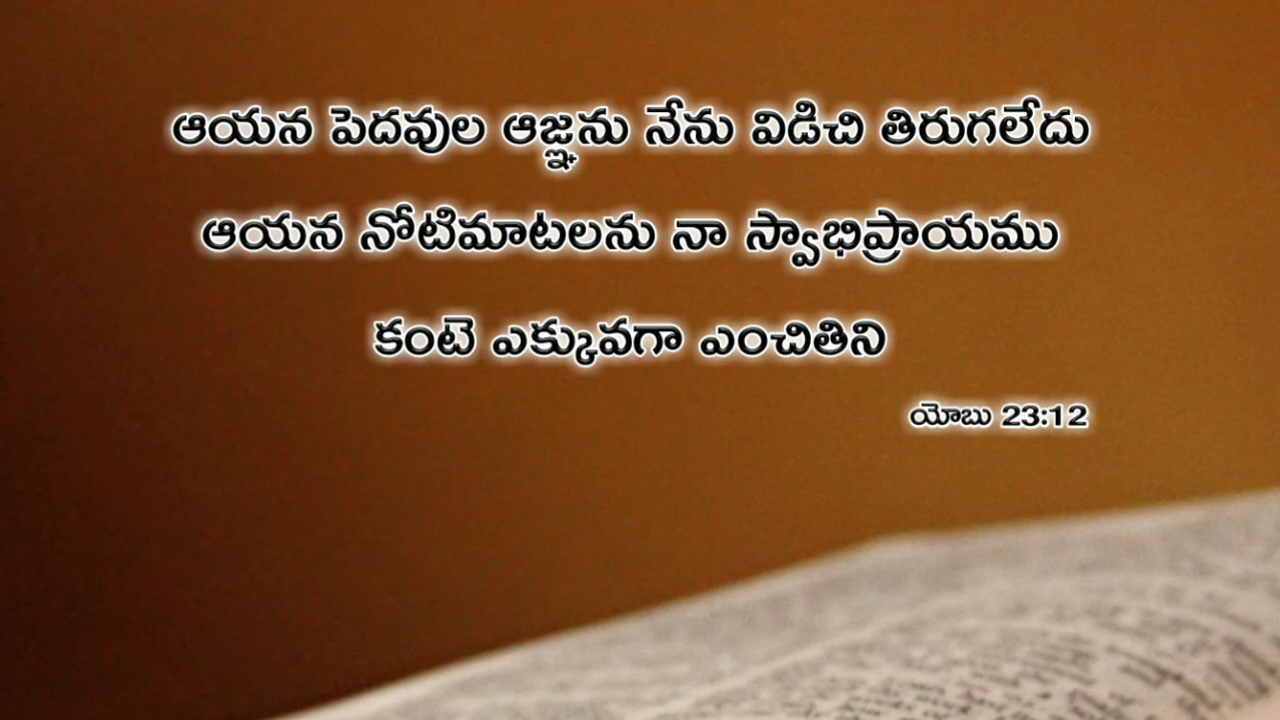 ఆయన పెదవుల ఆజ్ఞను నేను విడిచి తిరుగలేదు
ఆయన నోటిమాటలను నా స్వాభిప్రాయము
కంటె ఎక్కువగా ఎంచితిని
యోబు 23:12